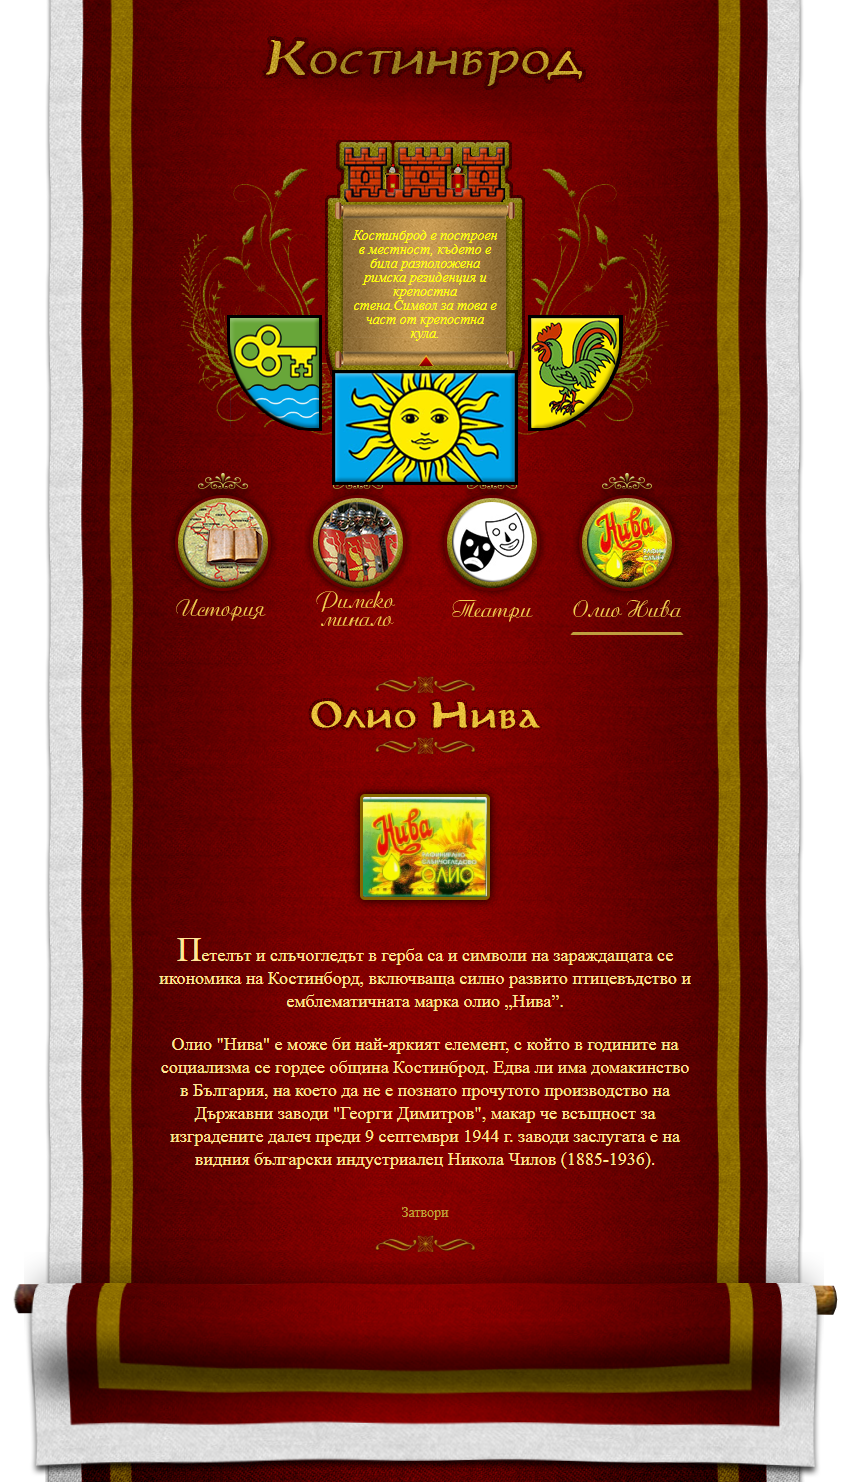 Костинброд
Костинброд е построен
в местност, където е
била разположена
римска резиденция и
крепостна
стена.Символ за това е
част от крепостна
кула.
Нива
История
Римско
минало
Театри
Олио Нива
Олио Нива
Нива
ОЛИО
Петелът и слъчогледът в герба са и символи на зараждащата се
икономика на Костинборд, включваща силно развито птицевъдство и
емблематичната марка олио „Нива”.
Олио "Нива" е може би най-яркият елемент, с който в годините на
социализма се гордее община Костинброд. Едва ли има домакинство
в България, на което да не е познато прочутото производство на
Държавни заводи "Георги Димитров", макар че всъщност за
изградените далеч преди 9 септември 1944 г. заводи заслугата е на
видния български индустриалец Никола Чилов (1885-1936).
Затвори